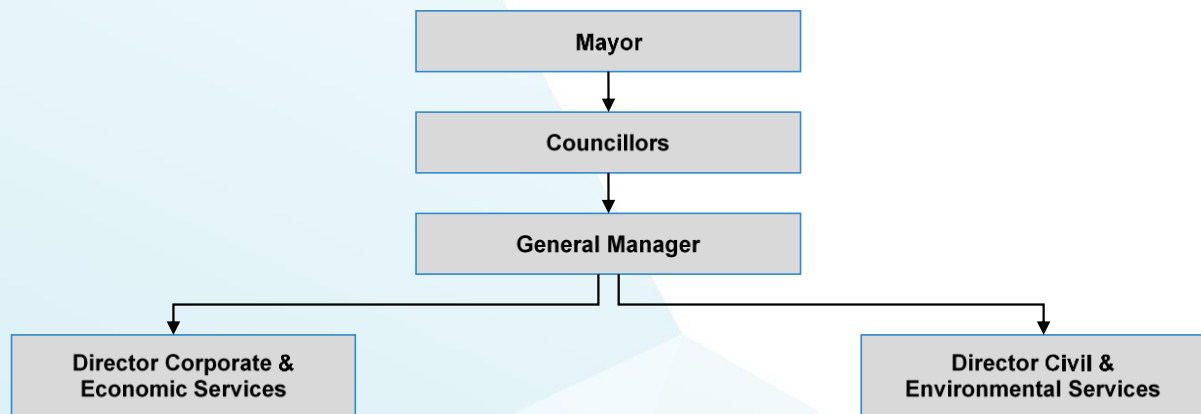 Mayor
Councillors
General Manager
Director Corporate &
Economic Services
Director Civil &
Environmental Services